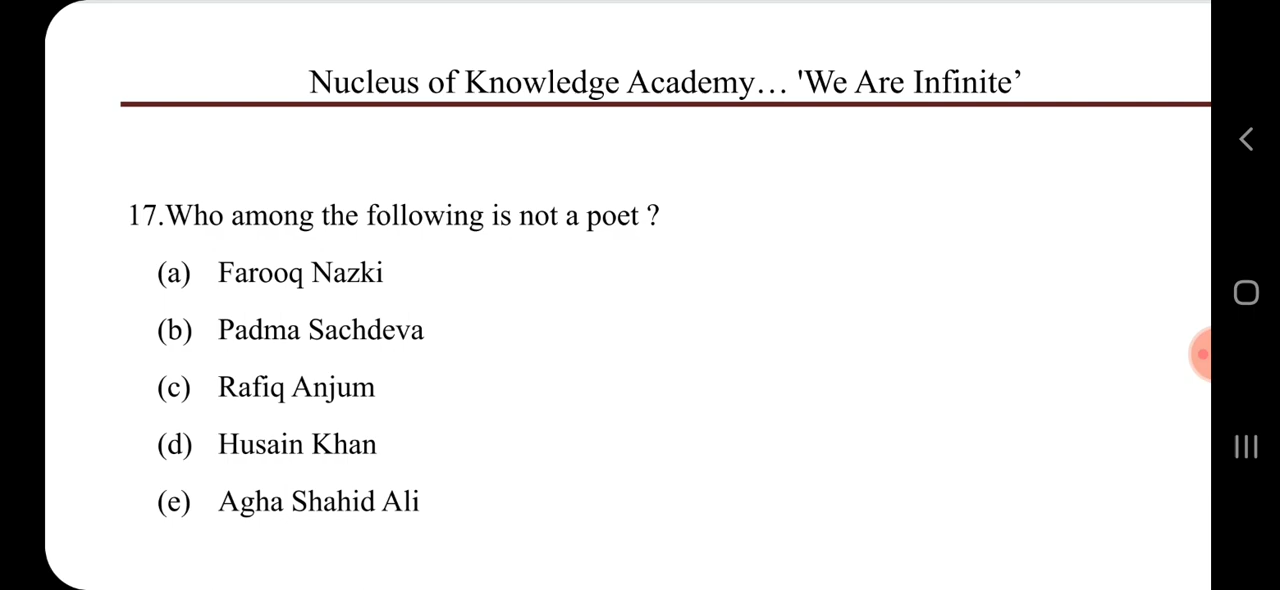 Nucleus of Knowledge Academy… 'We Are Infinite’
17.Who among the following is not a poet ?
(a) Farooq Nazki
(b) Padma Sachdeva
(c) Rafiq Anjum
(d) Husain Khan
(e) Agha Shahid Ali